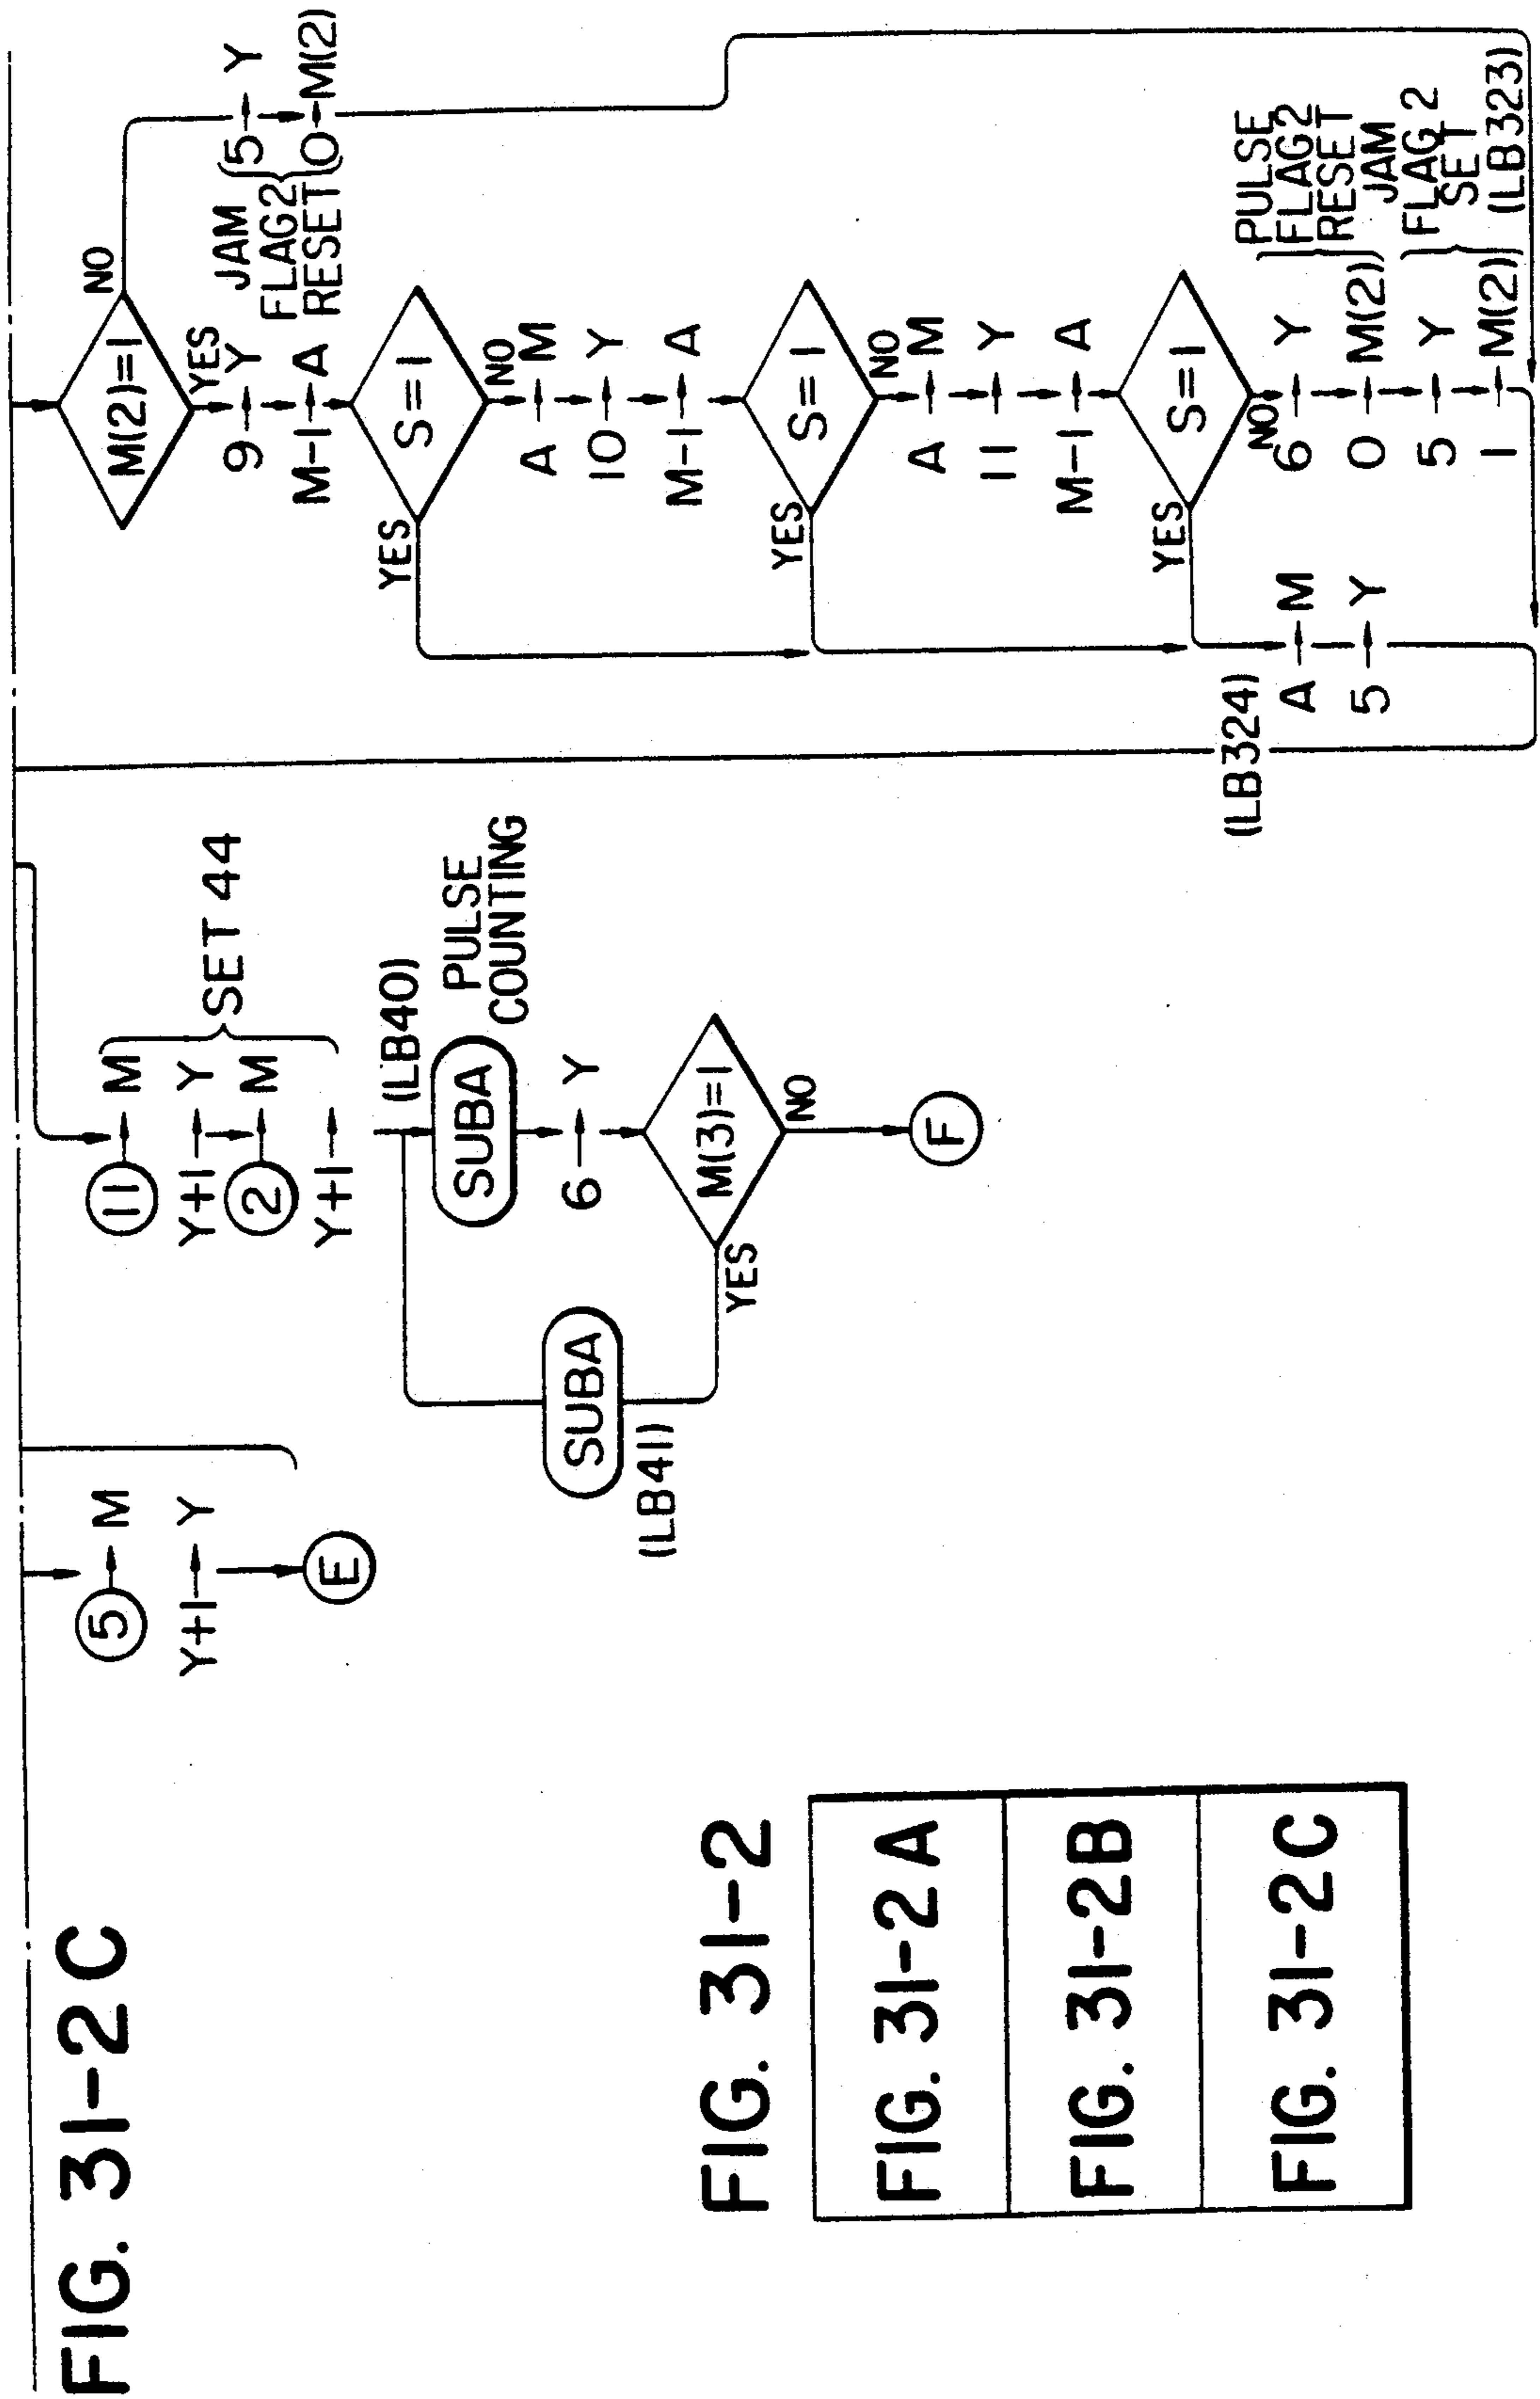 FIG. 31-2C
⑤→M
Y+1→Y
Ⓔ
⑪→M
Y+1→Y
②→M
Y+1→
SET 44
(LB40)
SUBA
PULSE
COUNTING
6→Y
M(3)=1
YES
NO
SUBA
(LB41)
Ⓕ
M(2)=1
NO
YES
5→Y
0→M(2)
JAM
FLAG2
RESET
9→Y
M-1→A
S=1
YES
NO
A→M
10→Y
M-1→A
S=1
YES
NO
A→M
11→Y
M-1→A
S=1
YES
NO
6→Y
0→M(2)
PULSE
FLAG2
RESET
5→Y
1→M(2)
JAM
FLAG 2
SET
(LB323)
(LB324)
A→M
5→Y
FIG. 31-2
FIG. 31-2A
FIG. 31-2B
FIG. 31-2C